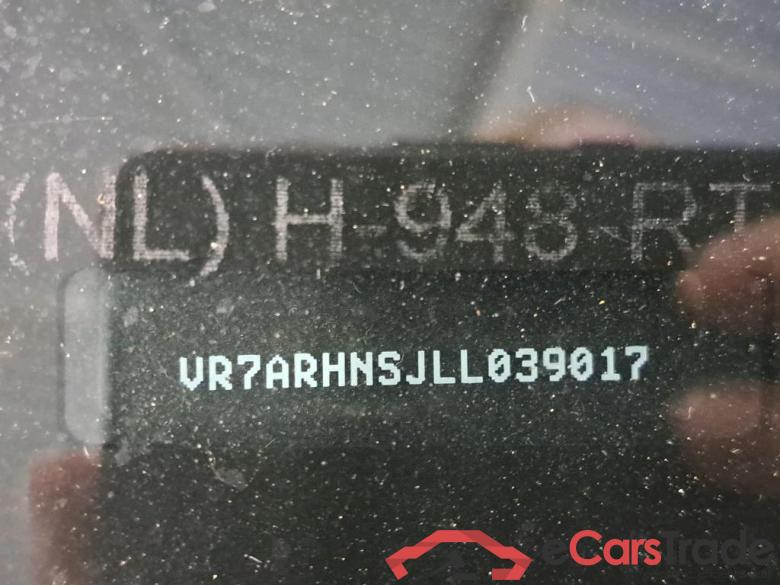 (NL) H-948-RT
VR7ARHNSJLL039017
eCarsTrade